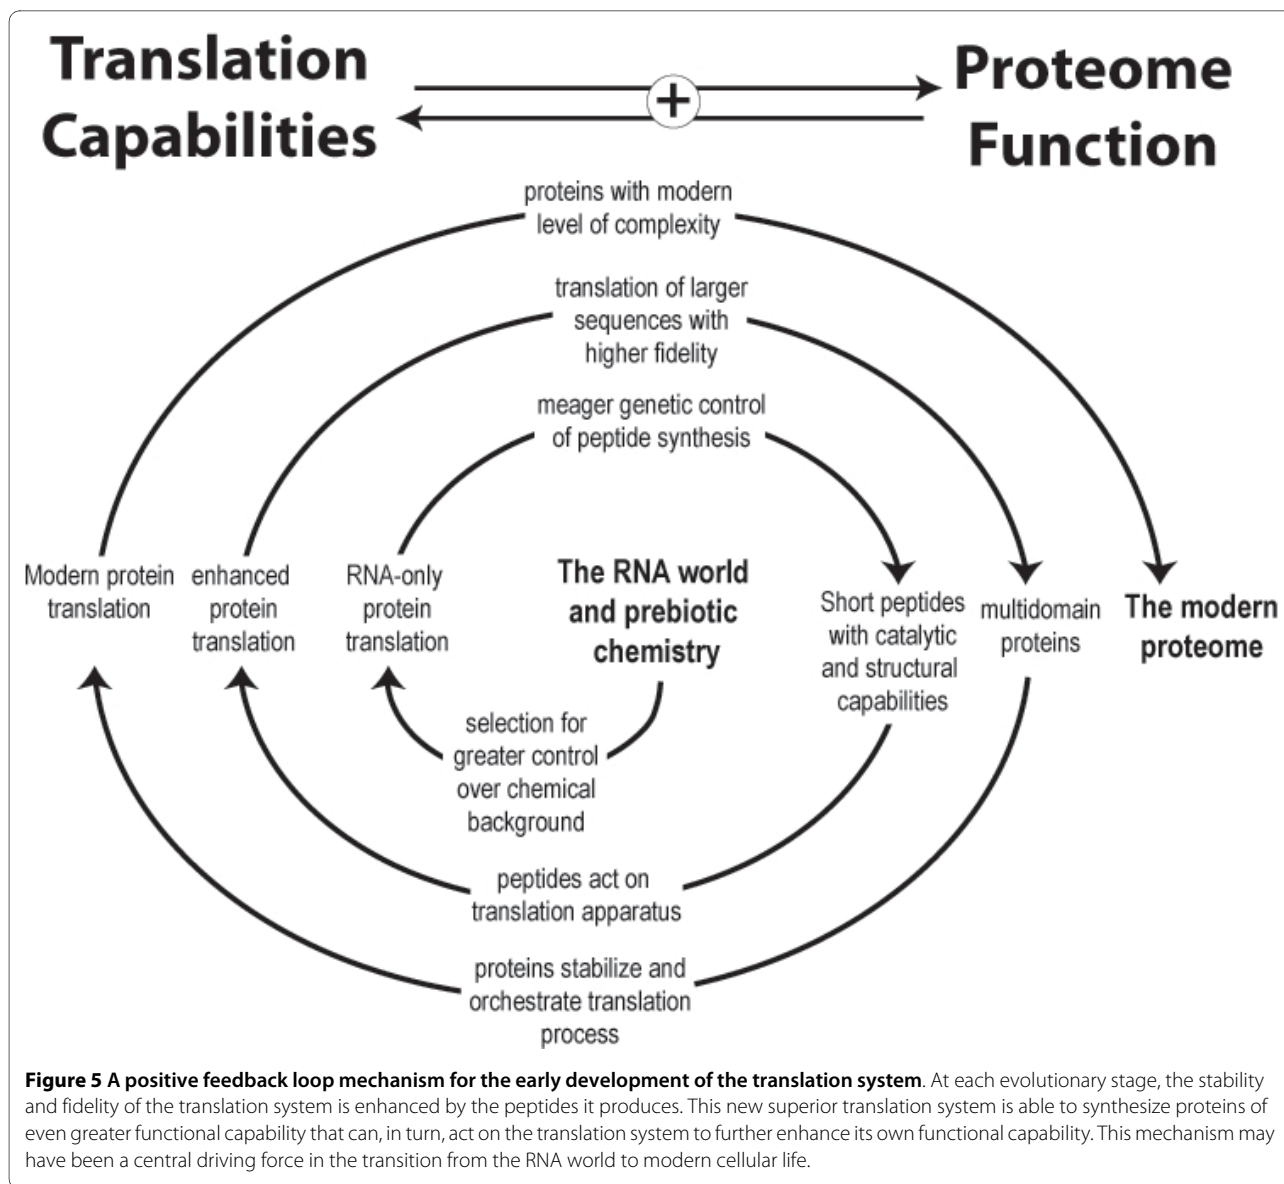 Translation
Capabilities
+
Proteome
Function
proteins with modern
level of complexity
translation of larger
sequences with
higher fidelity
meager genetic control
of peptide synthesis
Modern protein
translation
enhanced
protein
translation
RNA-only
protein
translation
The RNA world
and prebiotic
chemistry
Short peptides
with catalytic
and structural
capabilities
multidomain
proteins
The modern
proteome
selection for
greater control
over chemical
background
peptides act on
translation apparatus
proteins stabilize and
orchestrate translation
process
Figure 5 A positive feedback loop mechanism for the early development of the translation system. At each evolutionary stage, the stability
and fidelity of the translation system is enhanced by the peptides it produces. This new superior translation system is able to synthesize proteins of
even greater functional capability that can, in turn, act on the translation system to further enhance its own functional capability. This mechanism may
have been a central driving force in the transition from the RNA world to modern cellular life.